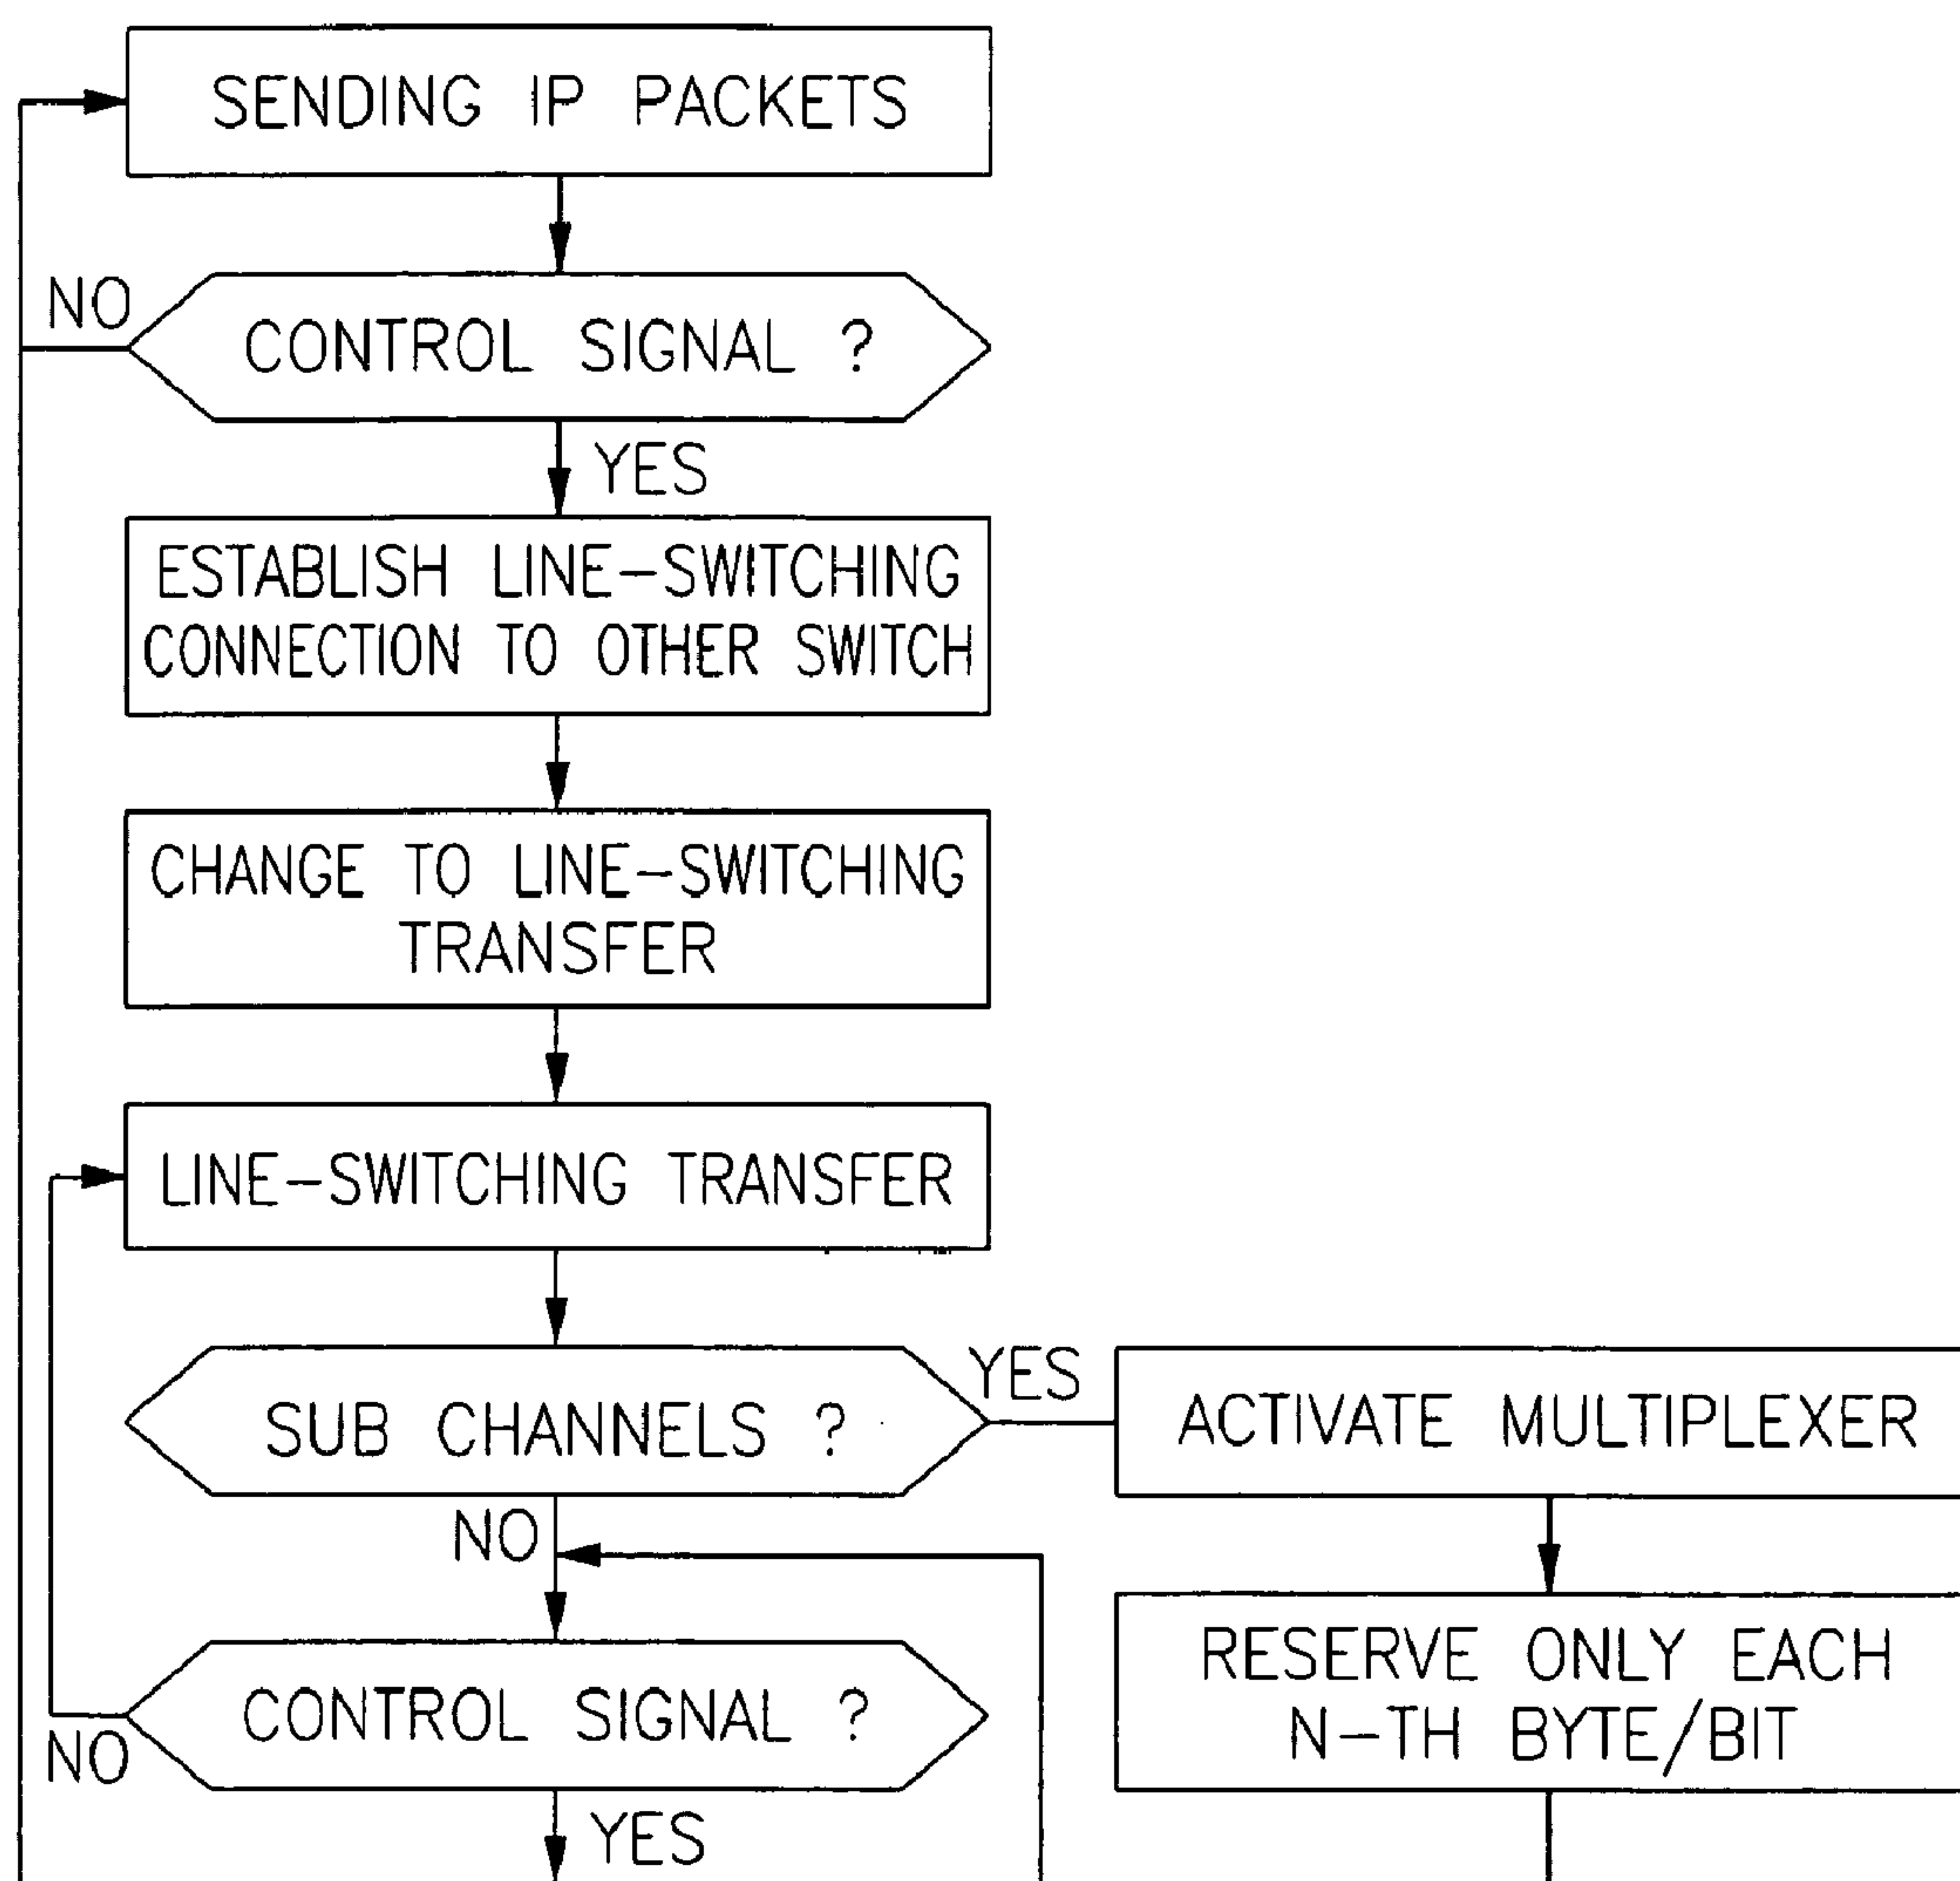 SENDING IP PACKETS
NO
CONTROL SIGNAL ?
YES
ESTABLISH LINE-SWITCHING
CONNECTION TO OTHER SWITCH
CHANGE TO LINE-SWITCHING
TRANSFER
LINE-SWITCHING TRANSFER
SUB CHANNELS ?
YES
ACTIVATE MULTIPLEXER
NO
RESERVE ONLY EACH
N-TH BYTE/BIT
CONTROL SIGNAL ?
NO
YES